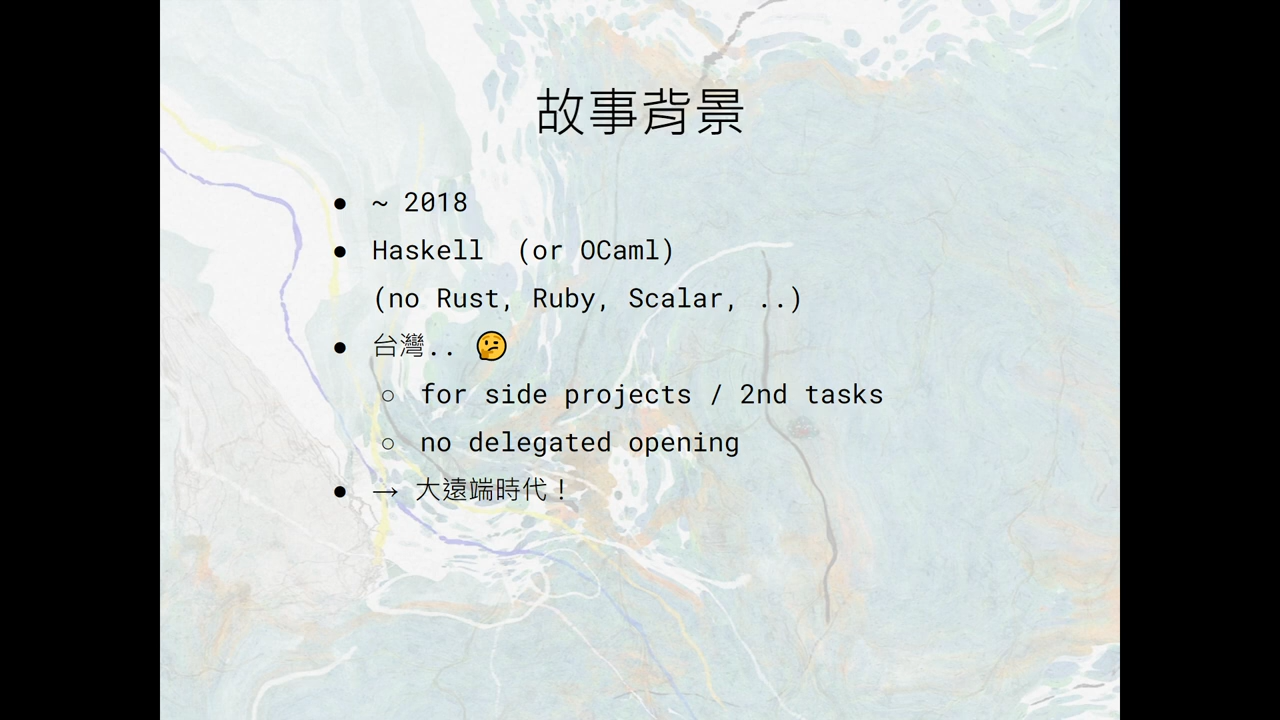 故事背景
● ~ 2018
● Haskell  (or OCaml)
(no Rust, Ruby, Scalar, ..)
● 台灣.. 🤔
○ for side projects / 2nd tasks
○ no delegated opening
● → 大遠端時代！